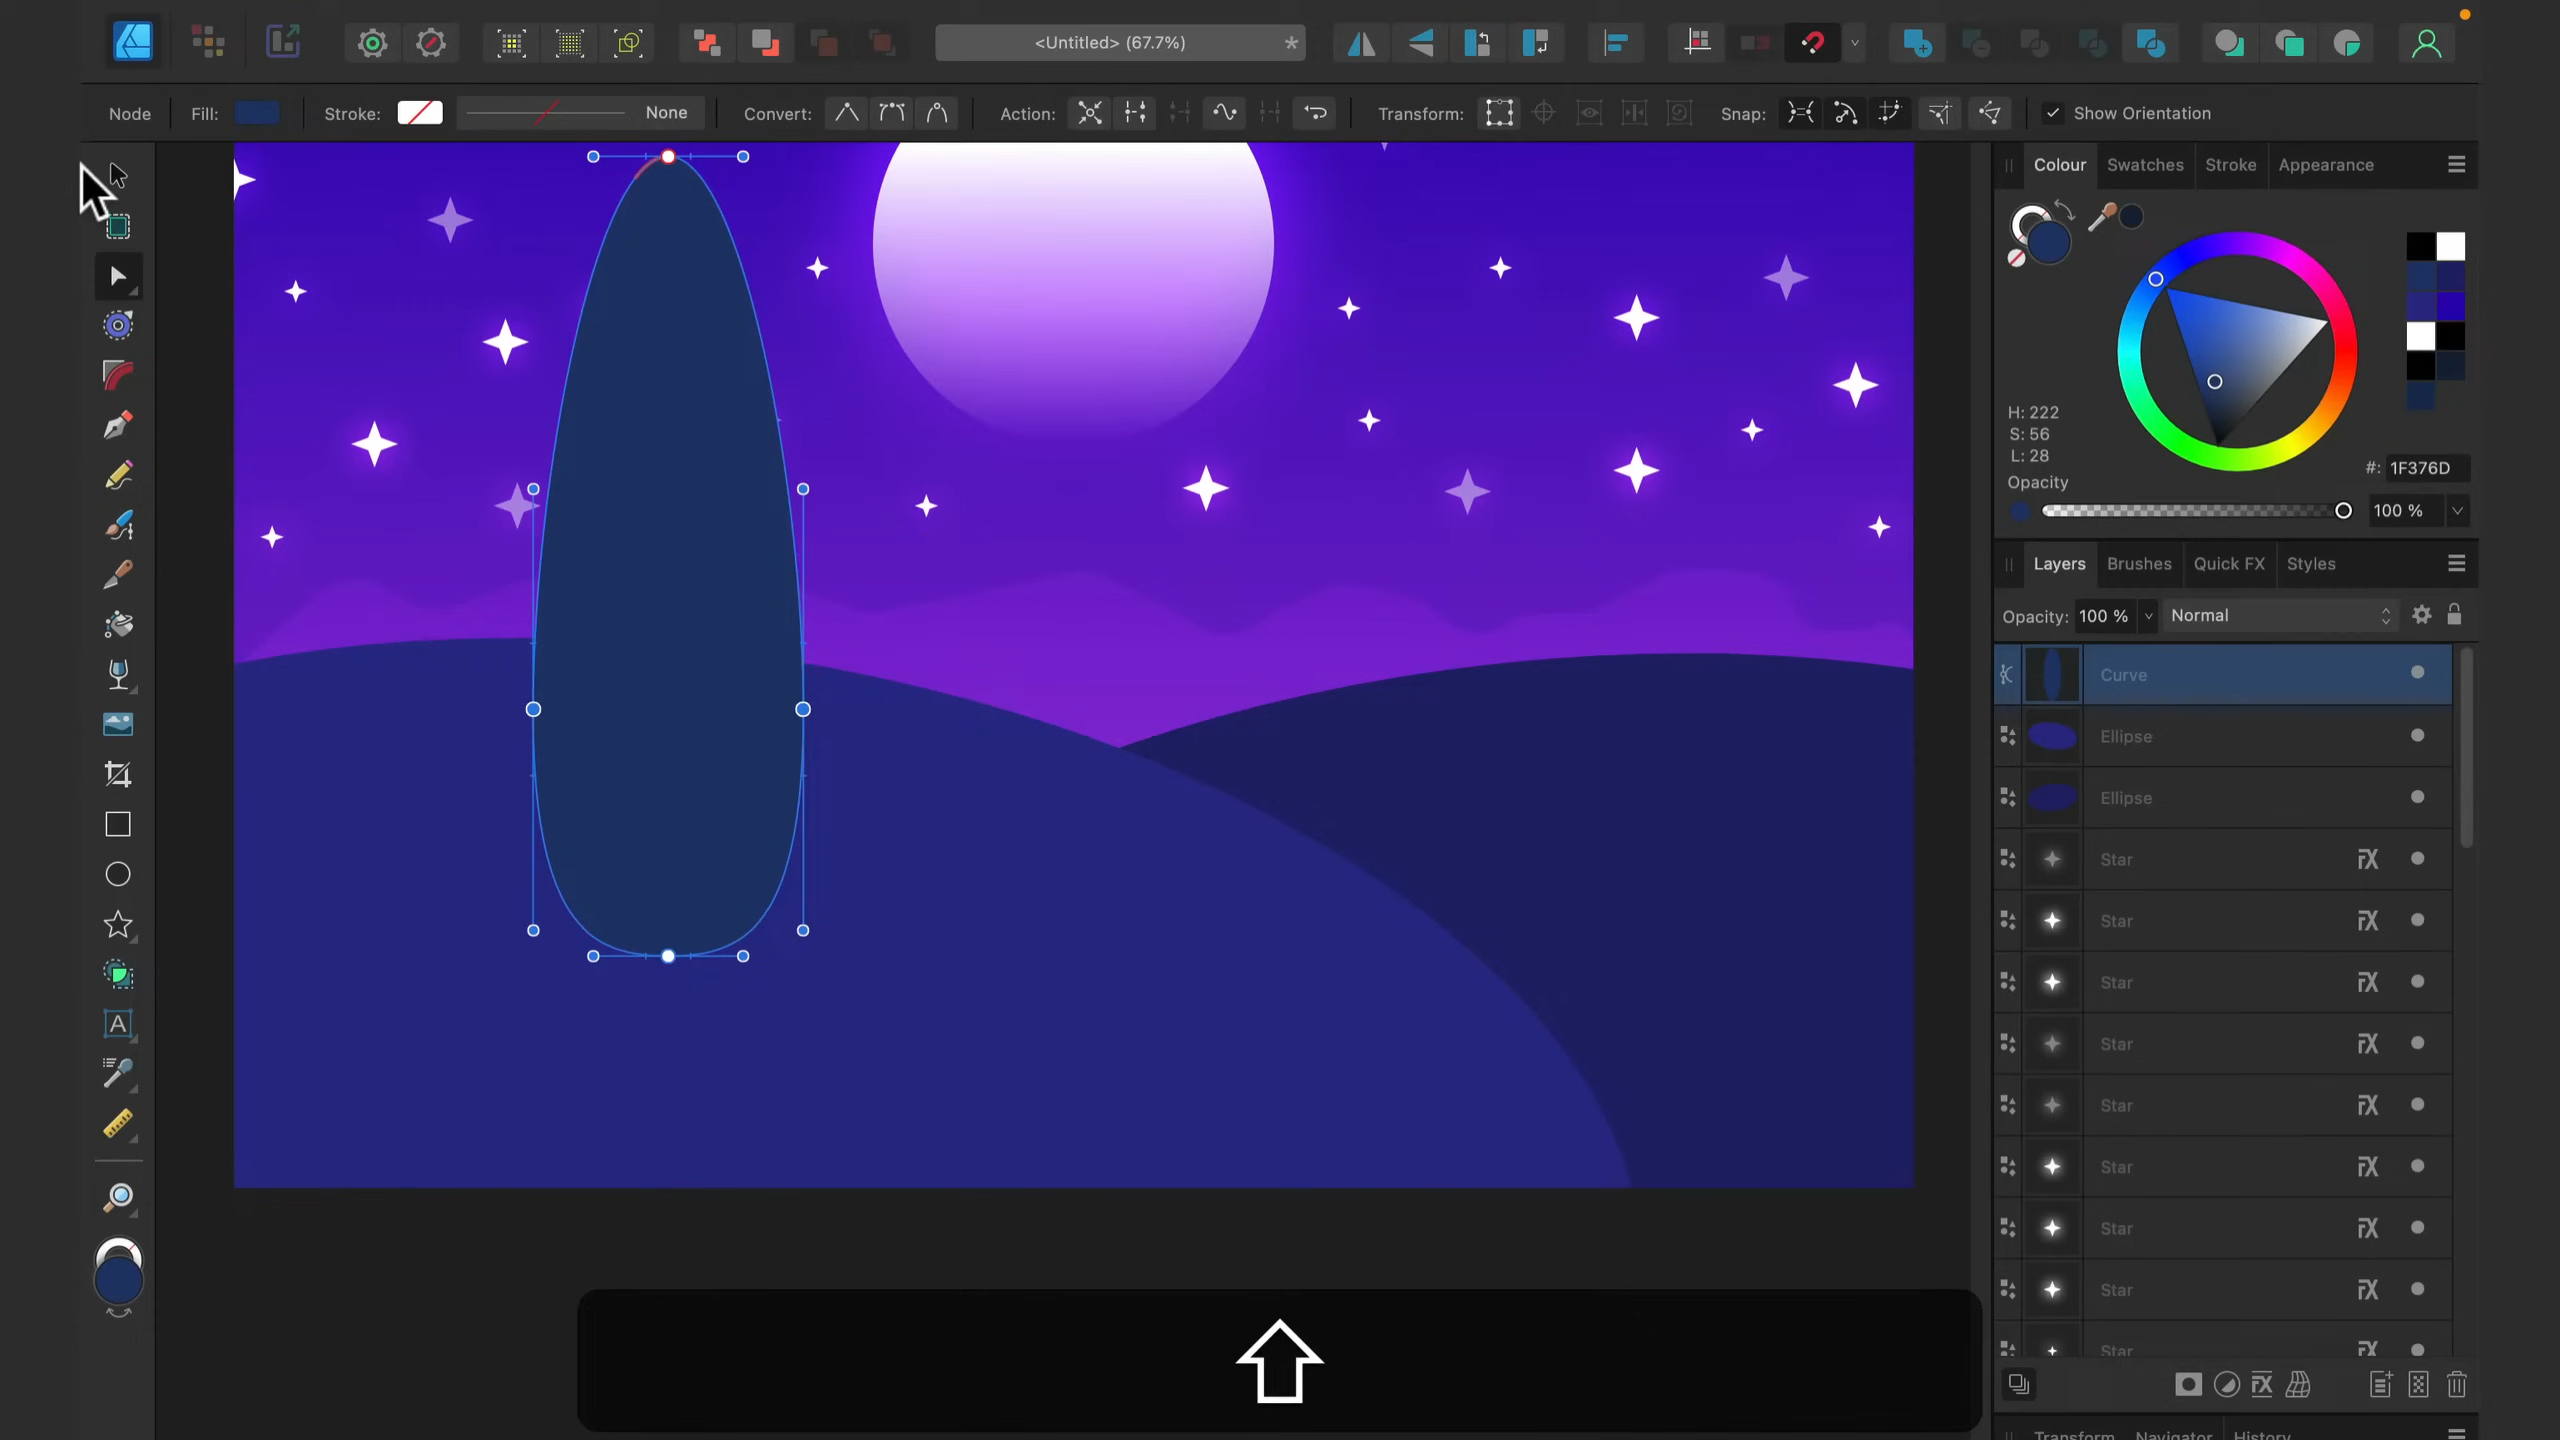 <Untitled> (67.7%)
*
Node
Fill:
Stroke:
None
Convert:
Action:
Transform:
Snap:
Show Orientation
Colour
Swatches
Stroke
Appearance
H: 222
S: 56
L: 28
#: 1F376D
Opacity
100 %
Layers
Brushes
Quick FX
Styles
Opacity: 100 %
Normal
Curve
Ellipse
Ellipse
Star
Star
Star
Star
Star
Star
Star
Star
Star
Transform
Navigator
History